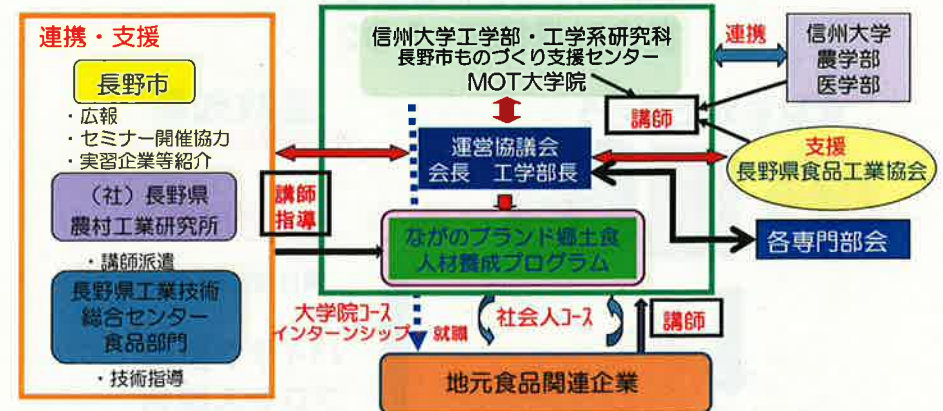 連携・支援
長野市
・広報
・セミナー開催協力
・実習企業等紹介
（社）長野県
農村工業研究所
・講師派遣
長野県工業技術
総合センター
食品部門
・技術指導
講師
指導
信州大学工学部・工学系研究科
長野市ものづくり支援センター
MOT大学院
講師
運営協議会
会長　工学部長
ながのブランド郷土食
人材養成プログラム
大学院コース
インターンシップ
就職
社会人コース
講師
地元食品関連企業
連携
信州大学
農学部
医学部
支援
長野県食品工業協会
各専門部会